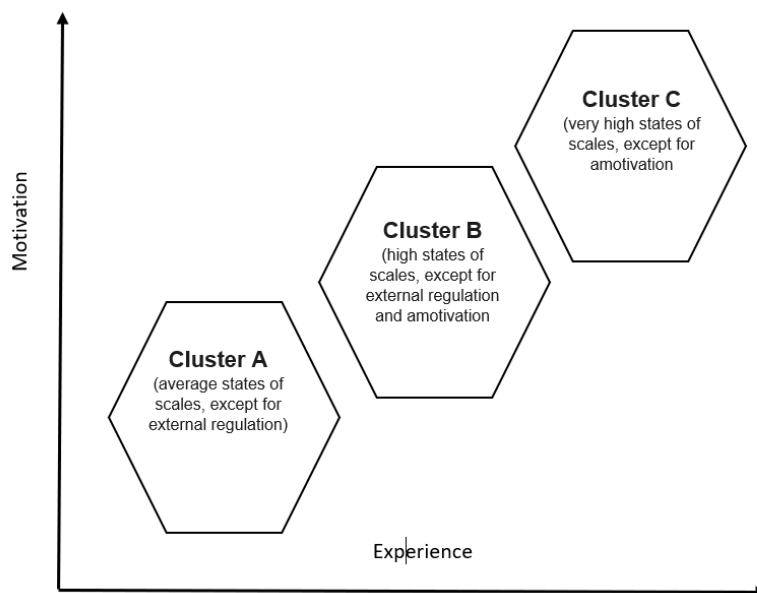 Motivation
Cluster C
(very high states of
scales, except for
amotivation
Cluster B
(high states of
scales, except for
external regulation
and amotivation
Cluster A
(average states of
scales, except for
external regulation)
Experience